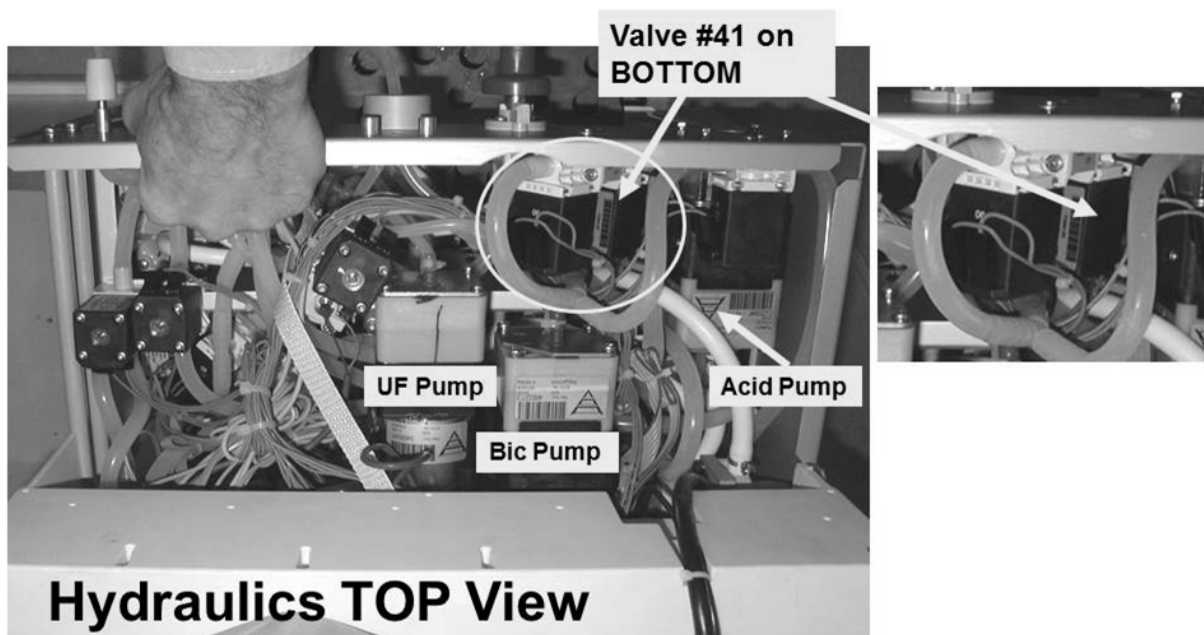 Valve #41 on
BOTTOM
UF Pump
Acid Pump
Bic Pump
Hydraulics TOP View